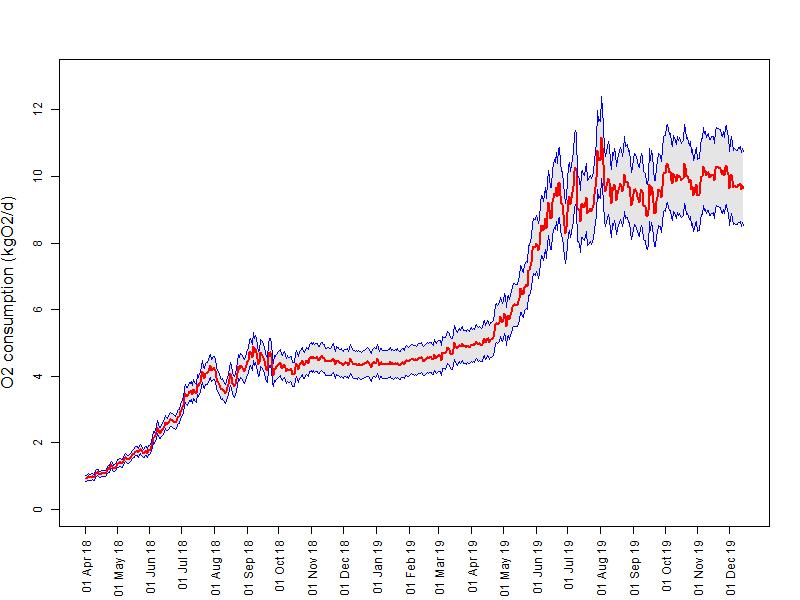 O2 consumption (kgO2/d)
12
10
8
6
4
2
0
01 Apr 18
01 May 18
01 Jun 18
01 Jul 18
01 Aug 18
01 Sep 18
01 Oct 18
01 Nov 18
01 Dec 18
01 Jan 19
01 Feb 19
01 Mar 19
01 Apr 19
01 May 19
01 Jun 19
01 Jul 19
01 Aug 19
01 Sep 19
01 Oct 19
01 Nov 19
01 Dec 19